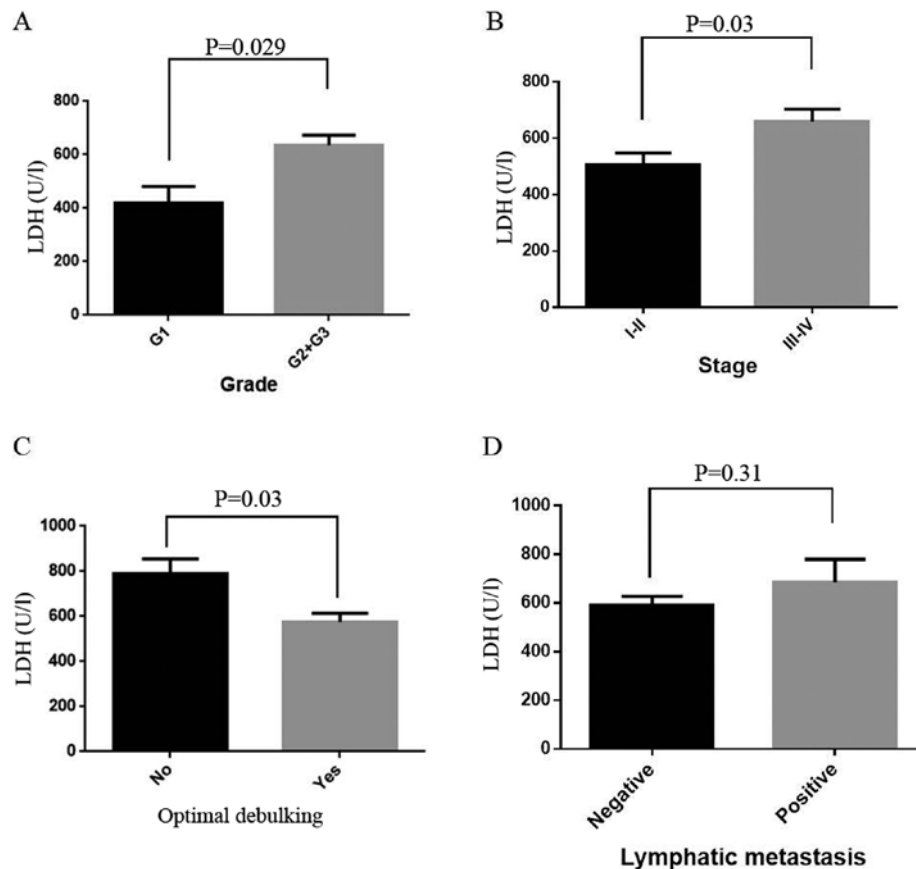 A
P=0.029
LDH (U/l)
800
600
400
200
0
G1
G2+G3
Grade
B
P=0.03
LDH (U/l)
800
600
400
200
0
I-II
III-IV
Stage
C
P=0.03
LDH (U/l)
1000
800
600
400
200
0
No
Yes
Optimal debulking
D
P=0.31
LDH (U/l)
1000
800
600
400
200
0
Negative
Positive
Lymphatic metastasis